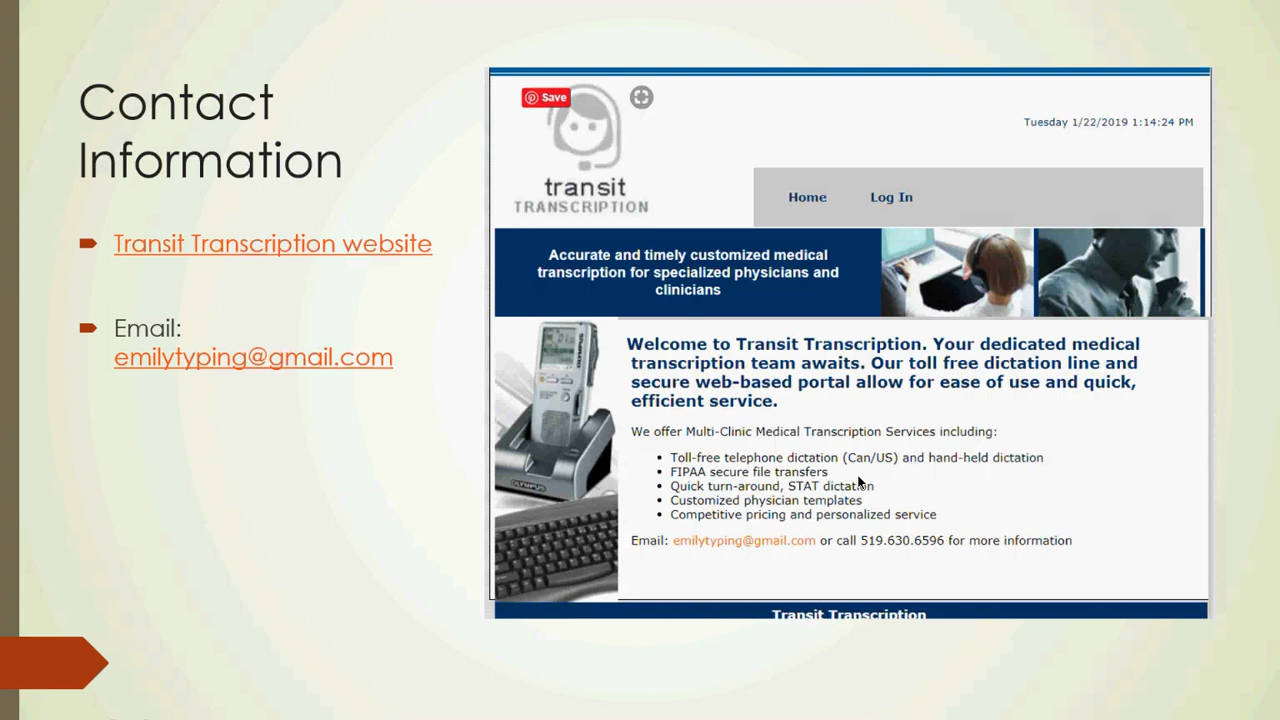 Contact
Information
Transit Transcription website
Email:
emilytyping@gmail.com
Save
transit
TRANSCRIPTION
Tuesday 1/22/2019 1:14:24 PM
Home Log In
Accurate and timely customized medical
transcription for specialized physicians and
clinicians
OLYMPUS
Welcome to Transit Transcription. Your dedicated medical
transcription team awaits. Our toll free dictation line and
secure web-based portal allow for ease of use and quick,
efficient service.
We offer Multi-Clinic Medical Transcription Services including:
• Toll-free telephone dictation (Can/US) and hand-held dictation
• FIPAA secure file transfers
• Quick turn-around, STAT dictation
• Customized physician templates
• Competitive pricing and personalized service
Email: emilytyping@gmail.com or call 519.630.6596 for more information
OLYMPUS
Transit Transcription